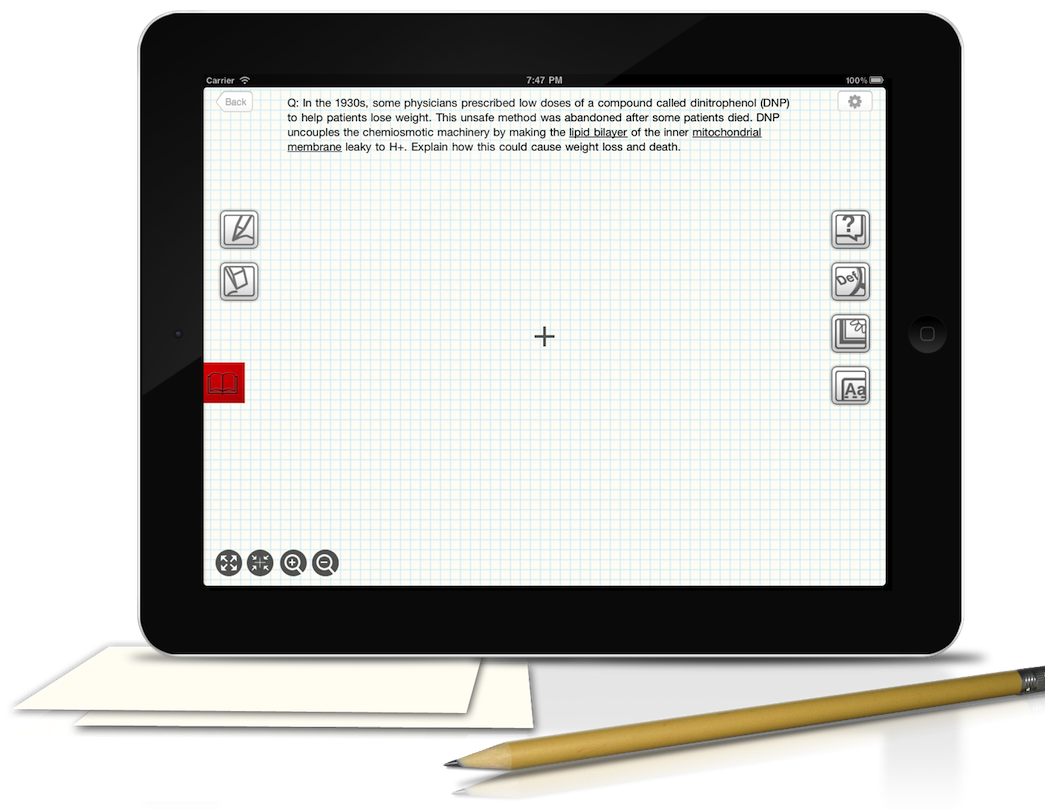 Carrier
7:47 PM
100%
Back
Q: In the 1930s, some physicians prescribed low doses of a compound called dinitrophenol (DNP)
to help patients lose weight. This unsafe method was abandoned after some patients died. DNP
uncouples the chemiosmotic machinery by making the lipid bilayer of the inner mitochondrial
membrane leaky to H+. Explain how this could cause weight loss and death.
?
Def
Aa